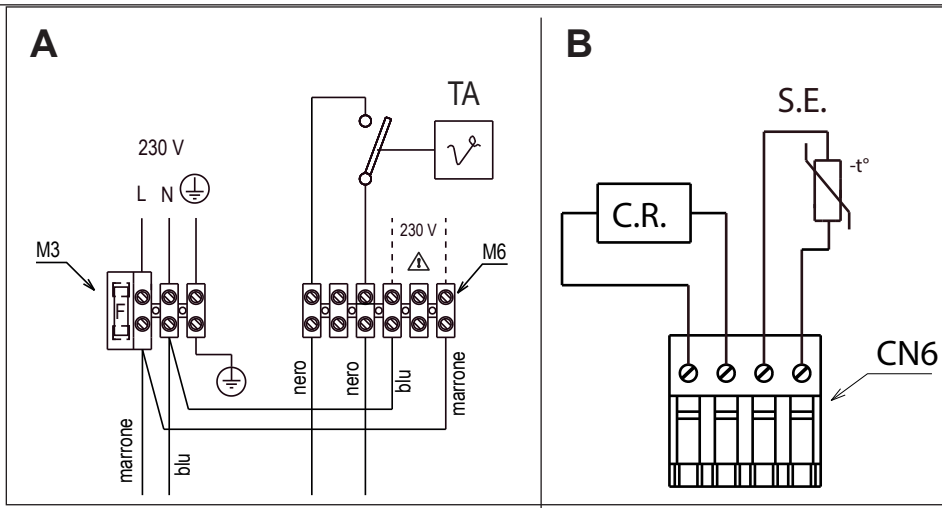 A
B
TA
S.E.
230 V
-t°
L N
C.R.
230 V
M3
M6
F
CN6
nero
nero
blu
marrone
marrone
blu